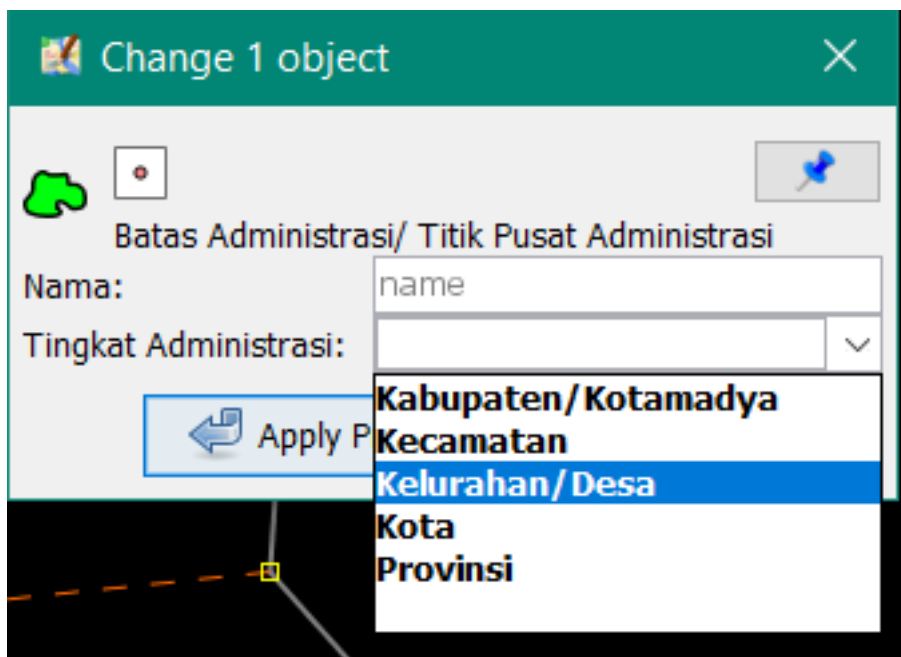 Change 1 object
Batas Administrasi/ Titik Pusat Administrasi
Nama:
name
Tingkat Administrasi:
Kabupaten/Kotamadya
Apply P
Kecamatan
Kelurahan/Desa
Kota
Provinsi